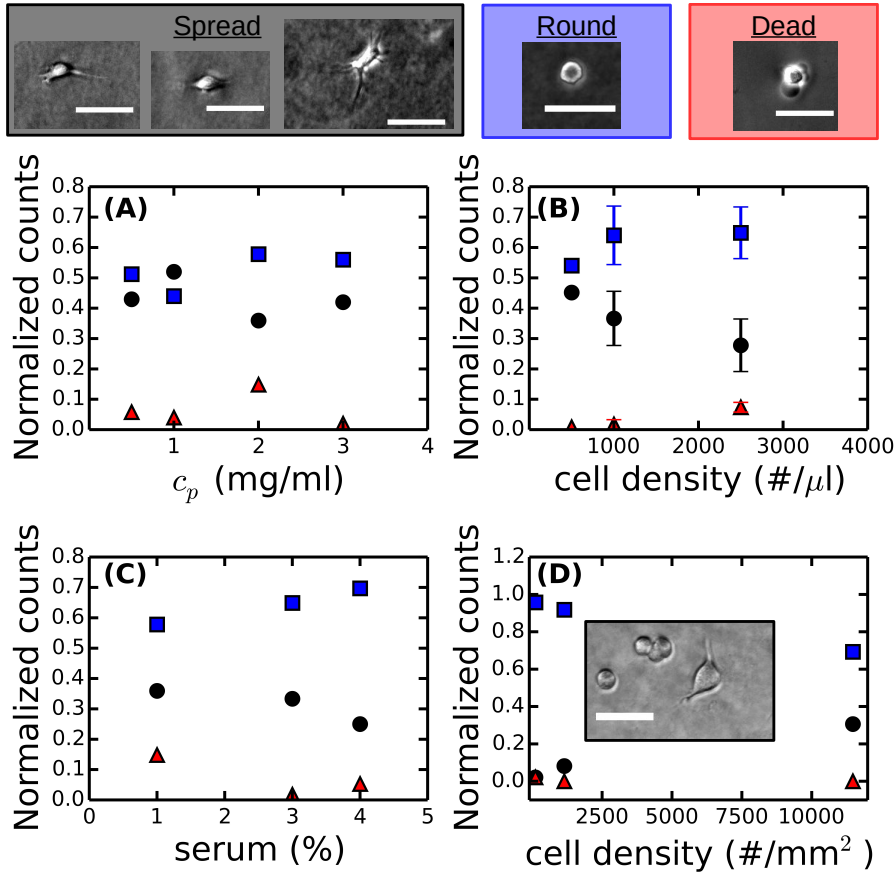 Spread Round Dead
(A) (B)
Normalized counts
0.8
0.7
0.6
0.5
0.4
0.3
0.2
0.1
0.0
1 2 3 4
c_p (mg/ml)
Normalized counts
0.8
0.7
0.6
0.5
0.4
0.3
0.2
0.1
0.0
1000 2000 3000 4000
cell density (#/μl)
(C) (D)
Normalized counts
0.8
0.7
0.6
0.5
0.4
0.3
0.2
0.1
0.0
0 1 2 3 4 5
serum (%)
Normalized counts
1.2
1.0
0.8
0.6
0.4
0.2
0.0
2500 5000 7500 10000
cell density (#/mm² )